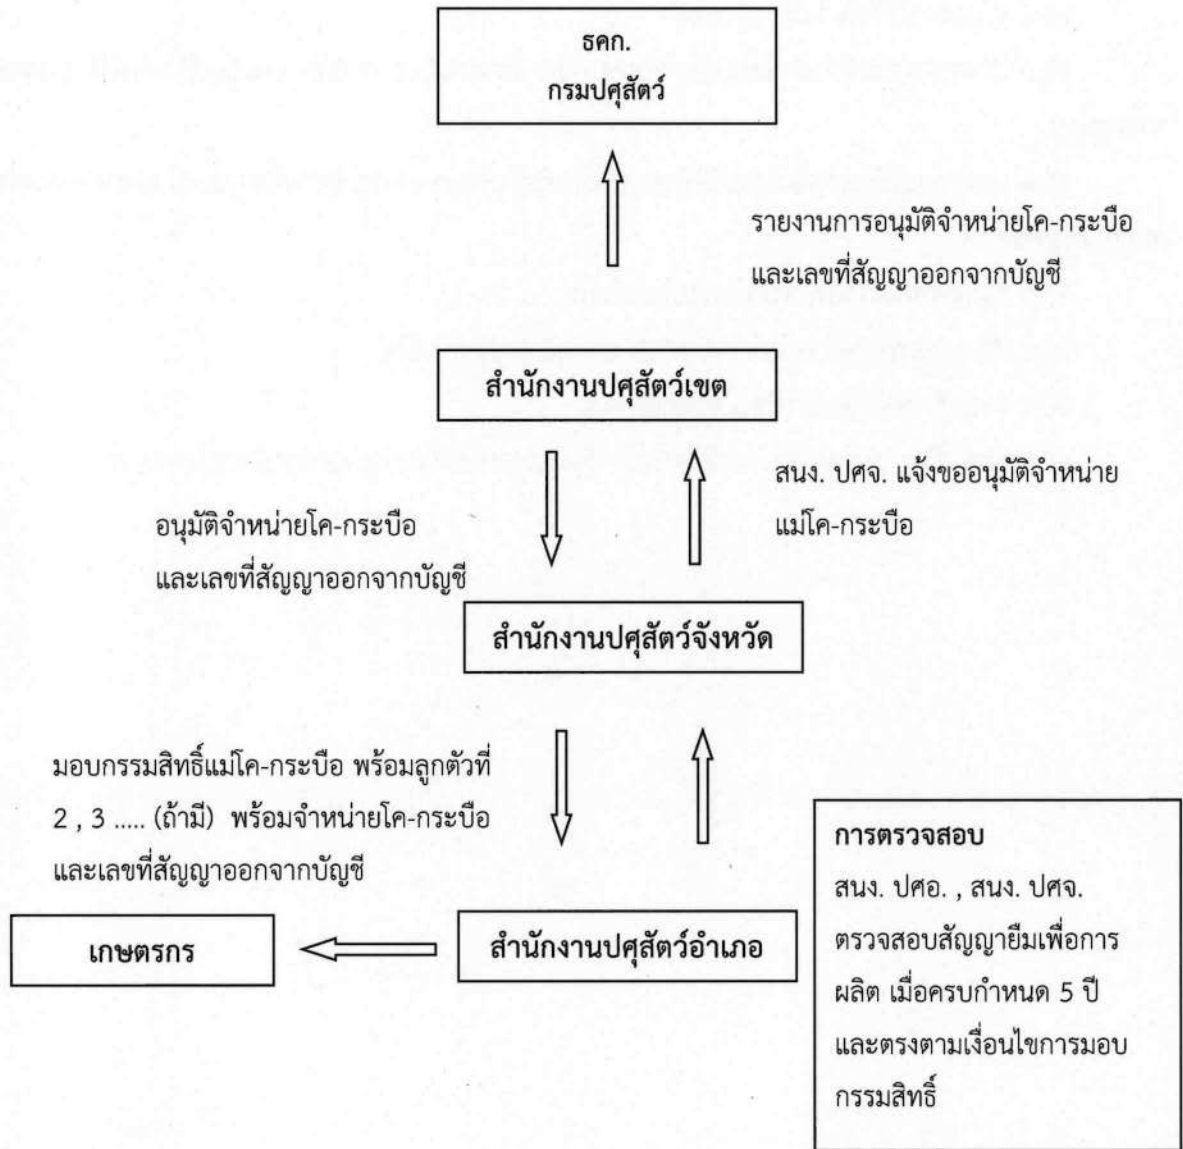 ธคก.
กรมปศุสัตว์
รายงานการอนุมัติจำหน่ายโค-กระบือ
และเลขที่สัญญาออกจากบัญชี
สำนักงานปศุสัตว์เขต
สนง. ปศจ. แจ้งขออนุมัติจำหน่าย
แม่โค-กระบือ
อนุมัติจำหน่ายโค-กระบือ
และเลขที่สัญญาออกจากบัญชี
สำนักงานปศุสัตว์จังหวัด
มอบกรรมสิทธิ์แม่โค-กระบือ พร้อมลูกตัวที่
2 , 3 ..... (ถ้ามี) พร้อมจำหน่ายโค-กระบือ
และเลขที่สัญญาออกจากบัญชี
เกษตรกร
สำนักงานปศุสัตว์อำเภอ
การตรวจสอบ
สนง. ปศอ. , สนง. ปศจ.
ตรวจสอบสัญญายืมเพื่อการ
ผลิต เมื่อครบกำหนด 5 ปี
และตรงตามเงื่อนไขการมอบ
กรรมสิทธิ์